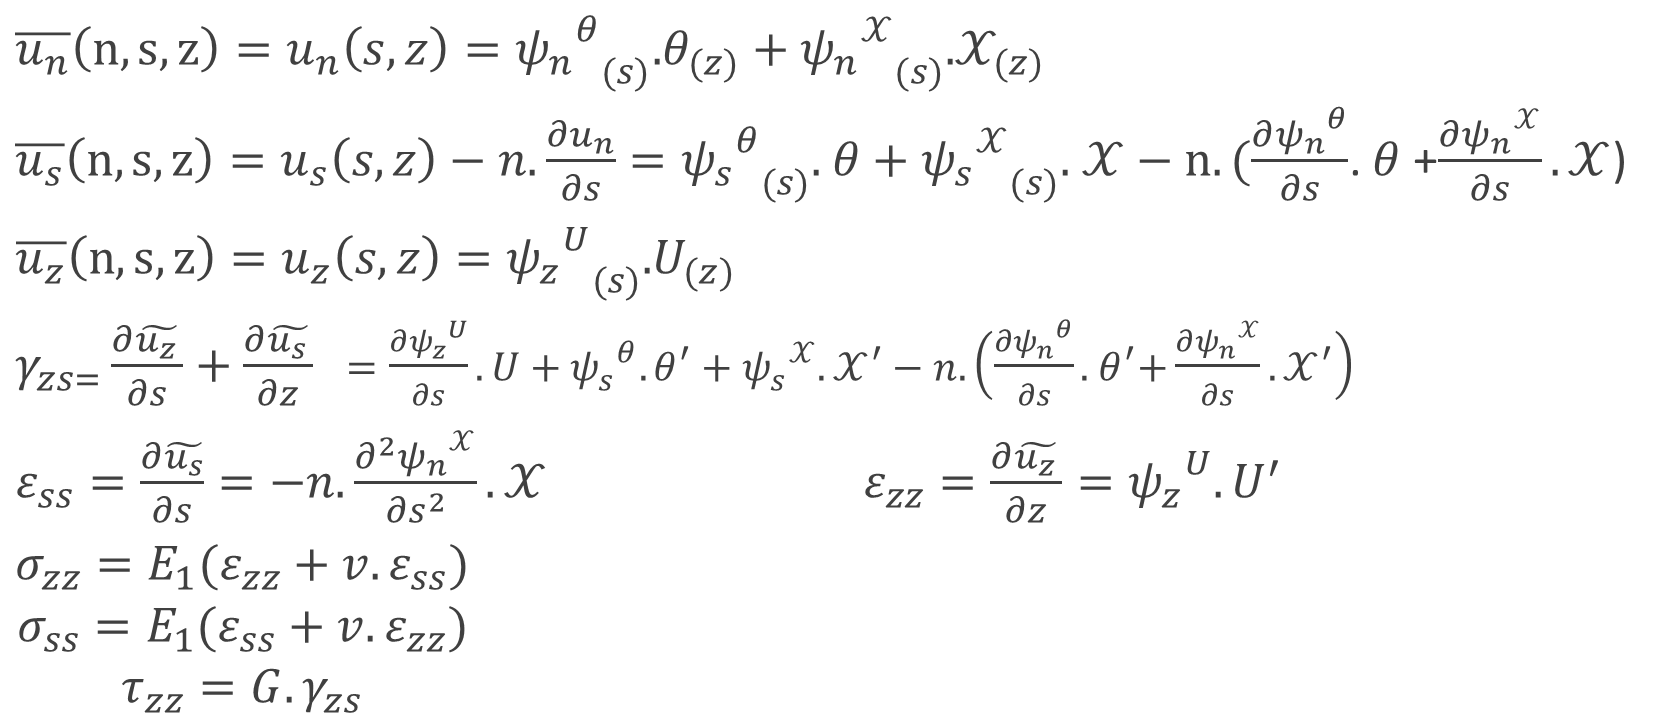 $\overline{u_n}(\mathrm{n,s,z}) = u_n(s,z) = {\psi_n}^{\theta}{}_{(s)}.\theta_{(z)} + {\psi_n}^{\mathcal{X}}{}_{(s)}.\mathcal{X}_{(z)}$
$\overline{u_s}(\mathrm{n,s,z}) = u_s(s,z) - n.\frac{\partial u_n}{\partial s} = {\psi_s}^{\theta}{}_{(s)}.\theta + {\psi_s}^{\mathcal{X}}{}_{(s)}.\mathcal{X} - \mathrm{n}.(\frac{\partial {\psi_n}^{\theta}}{\partial s}.\theta + \frac{\partial {\psi_n}^{\mathcal{X}}}{\partial s}.\mathcal{X})$
$\overline{u_z}(\mathrm{n,s,z}) = u_z(s,z) = {\psi_z}^{U}{}_{(s)}.U_{(z)}$
$\gamma_{zs=} \frac{\partial \widetilde{u_z}}{\partial s} + \frac{\partial \widetilde{u_s}}{\partial z} = \frac{\partial {\psi_z}^{U}}{\partial s}.U + {\psi_s}^{\theta}.\theta' + {\psi_s}^{\mathcal{X}}.\mathcal{X}' - n.\left(\frac{\partial {\psi_n}^{\theta}}{\partial s}.\theta' + \frac{\partial {\psi_n}^{\mathcal{X}}}{\partial s}.\mathcal{X}'\right)$
$\varepsilon_{ss} = \frac{\partial \widetilde{u_s}}{\partial s} = -n.\frac{\partial^2 {\psi_n}^{\mathcal{X}}}{\partial s^2}.\mathcal{X}$ $\varepsilon_{zz} = \frac{\partial \widetilde{u_z}}{\partial z} = {\psi_z}^{U}.U'$
$\sigma_{zz} = E_1(\varepsilon_{zz} + v.\varepsilon_{ss})$
$\sigma_{ss} = E_1(\varepsilon_{ss} + v.\varepsilon_{zz})$
$\tau_{zz} = G.\gamma_{zs}$